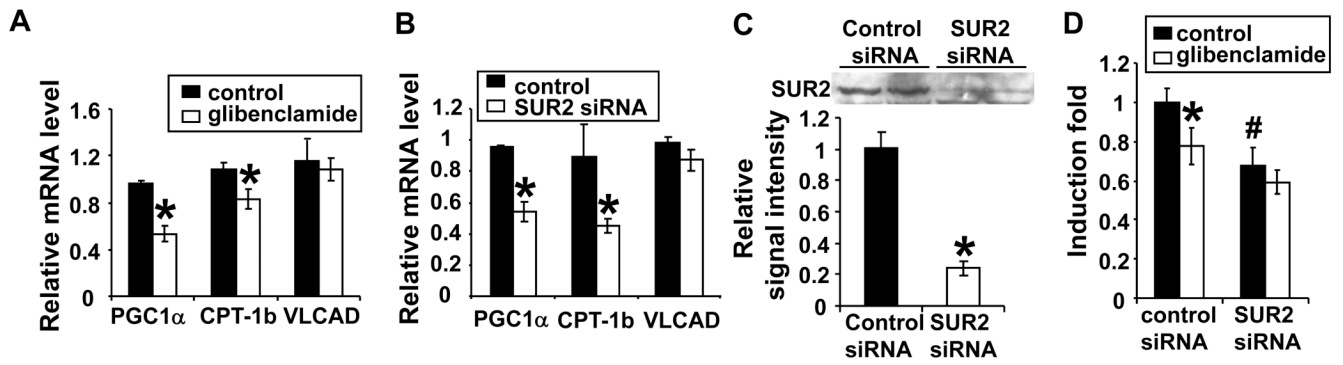 A
control
glibenclamide
Relative mRNA level
1.6
1.2
0.8
0.4
0
*
*
PGC1α CPT-1b VLCAD
B
control
SUR2 siRNA
Relative mRNA level
1.2
1
0.8
0.6
0.4
0.2
0
*
*
PGC1α CPT-1b VLCAD
C
Control SUR2
siRNA siRNA
SUR2
Relative
signal intensity
1.2
1
0.8
0.6
0.4
0.2
0
*
Control SUR2
siRNA siRNA
D
control
glibenclamide
Induction fold
1.2
1
0.8
0.6
0.4
0.2
0
*
#
control SUR2
siRNA siRNA